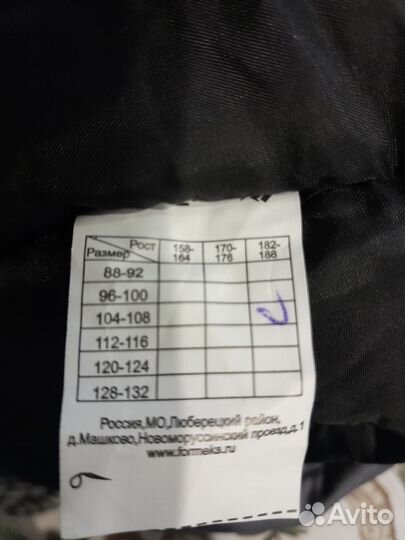 Рост 158- 170- 182-
Размер 164 176 188
88-92
96-100
104-108
112-116
120-124
128-132
Россия,МО,Люберецкий район,
д.Машково,Новоморуссинский проезд,д.1
www.formeks.ru
Avito